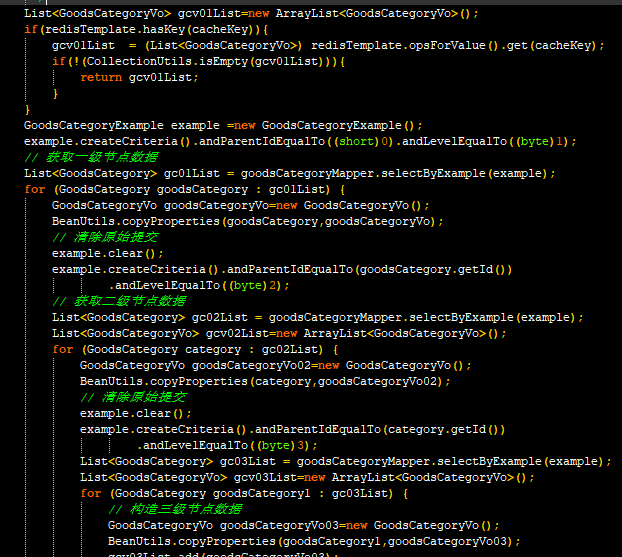 List<GoodsCategoryVo> gcv01List=new ArrayList<GoodsCategoryVo>();
if(redisTemplate.hasKey(cacheKey)){
gcv01List  = (List<GoodsCategoryVo>) redisTemplate.opsForValue().get(cacheKey);
if(!(CollectionUtils.isEmpty(gcv01List))){
return gcv01List;
}
}
GoodsCategoryExample example =new GoodsCategoryExample();
example.createCriteria().andParentIdEqualTo((short)0).andLevelEqualTo((byte)1);
// 获取一级节点数据
List<GoodsCategory> gc01List = goodsCategoryMapper.selectByExample(example);
for (GoodsCategory goodsCategory : gc01List) {
GoodsCategoryVo goodsCategoryVo=new GoodsCategoryVo();
BeanUtils.copyProperties(goodsCategory,goodsCategoryVo);
// 清除原始提交
example.clear();
example.createCriteria().andParentIdEqualTo(goodsCategory.getId())
.andLevelEqualTo((byte)2);
// 获取二级节点数据
List<GoodsCategory> gc02List = goodsCategoryMapper.selectByExample(example);
List<GoodsCategoryVo> gcv02List=new ArrayList<GoodsCategoryVo>();
for (GoodsCategory category : gc02List) {
GoodsCategoryVo goodsCategoryVo02=new GoodsCategoryVo();
BeanUtils.copyProperties(category,goodsCategoryVo02);
// 清除原始提交
example.clear();
example.createCriteria().andParentIdEqualTo(category.getId())
.andLevelEqualTo((byte)3);
List<GoodsCategory> gc03List = goodsCategoryMapper.selectByExample(example);
List<GoodsCategoryVo> gcv03List=new ArrayList<GoodsCategoryVo>();
for (GoodsCategory goodsCategory1 : gc03List) {
// 构造三级节点数据
GoodsCategoryVo goodsCategoryVo03=new GoodsCategoryVo();
BeanUtils.copyProperties(goodsCategory1,goodsCategoryVo03);
gcv03List.add(goodsCategoryVo03);